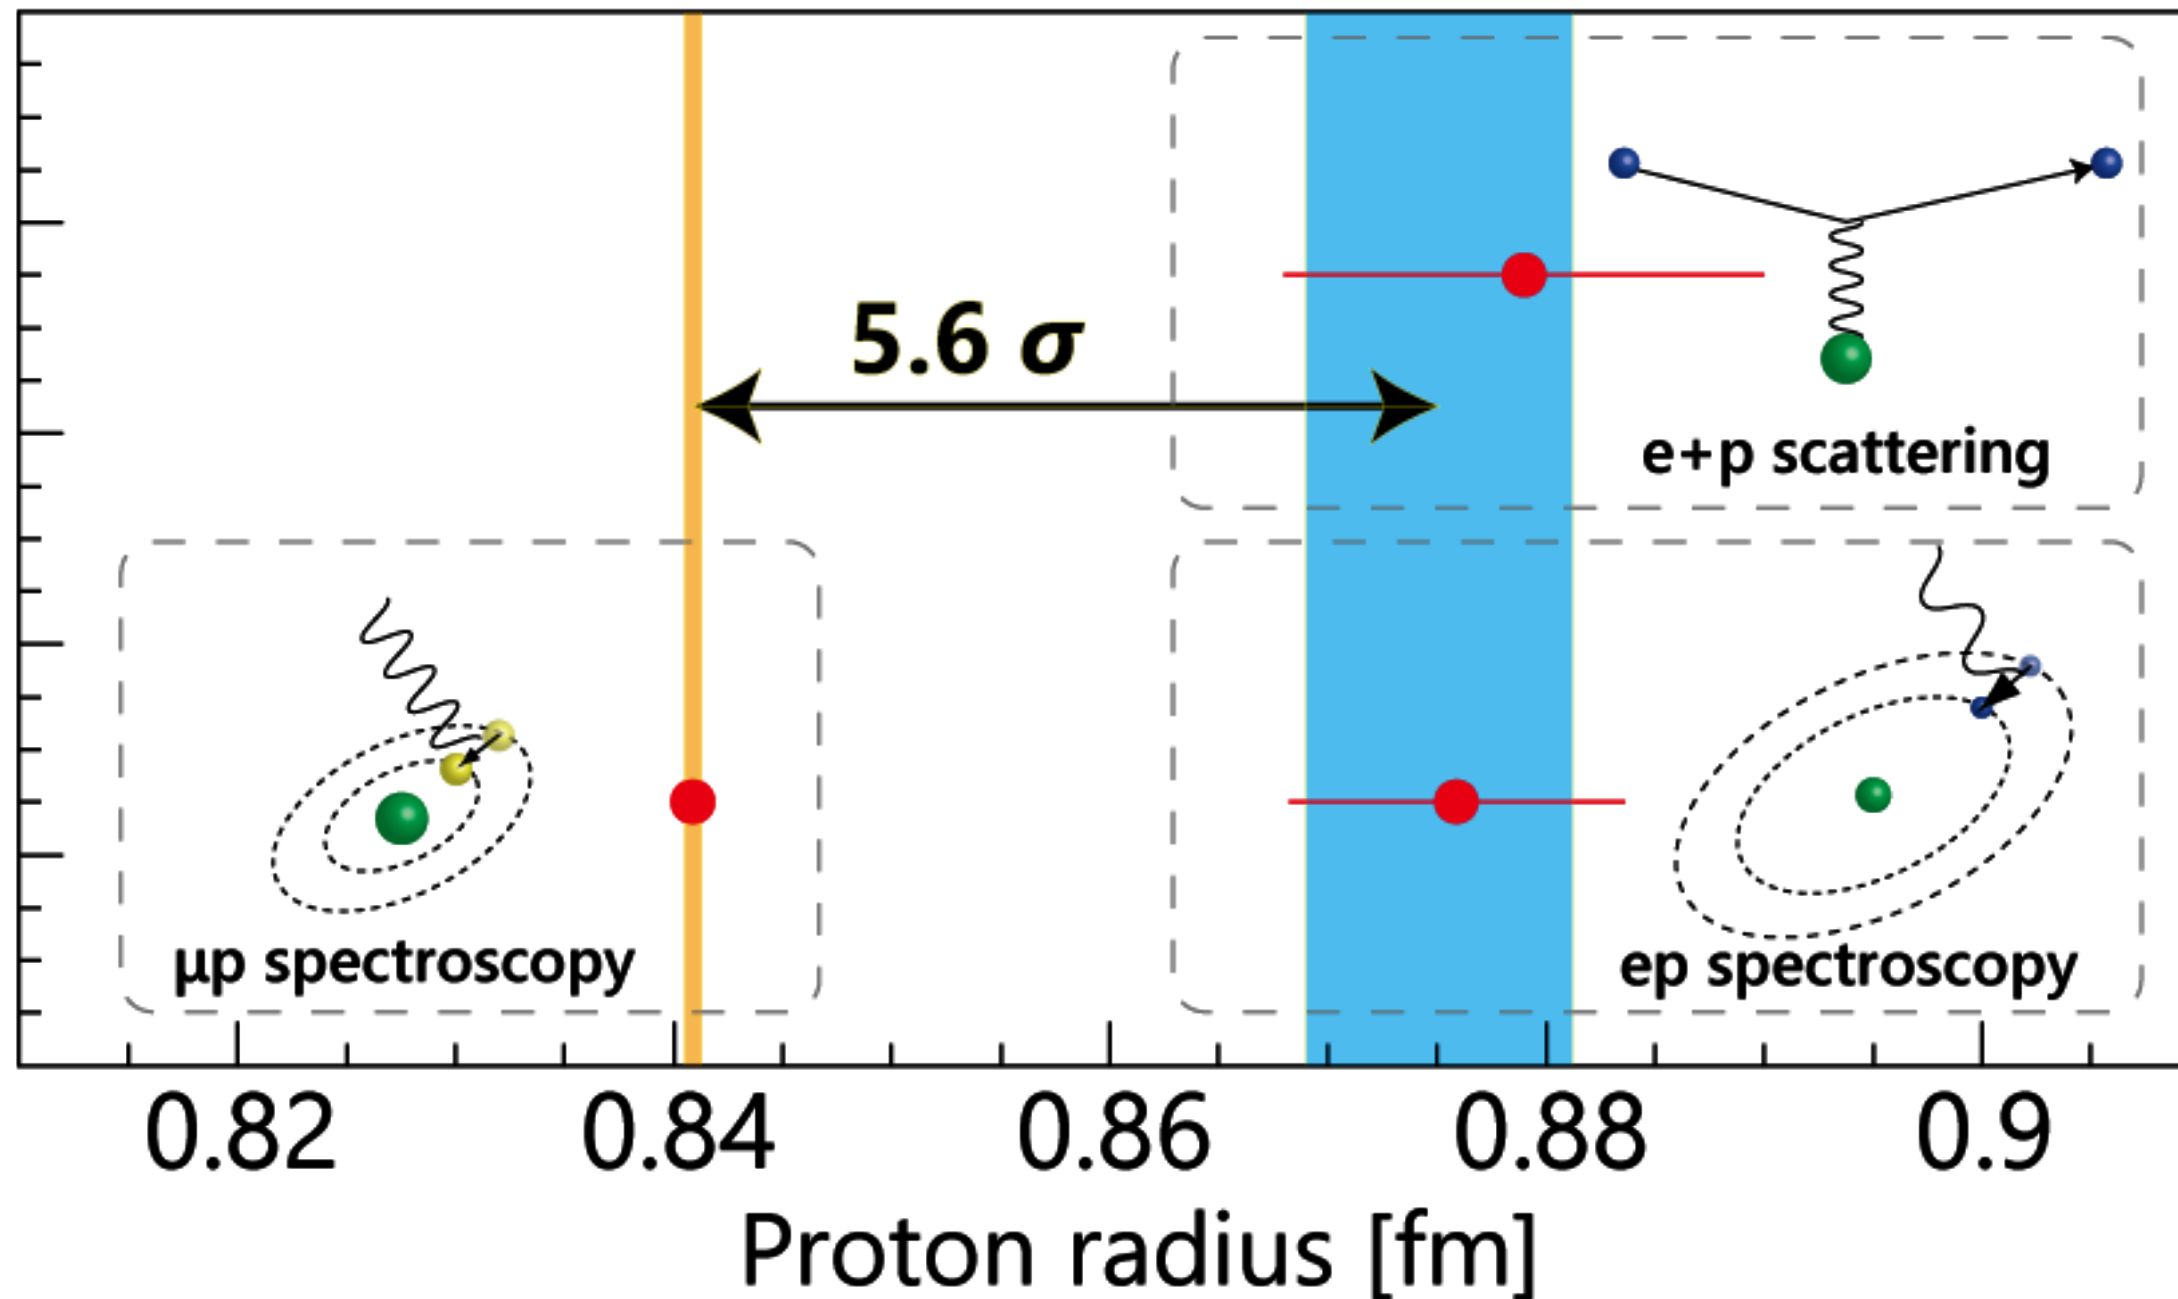 5.6 σ
e+p scattering
μp spectroscopy
ep spectroscopy
0.82 0.84 0.86 0.88 0.9
Proton radius [fm]